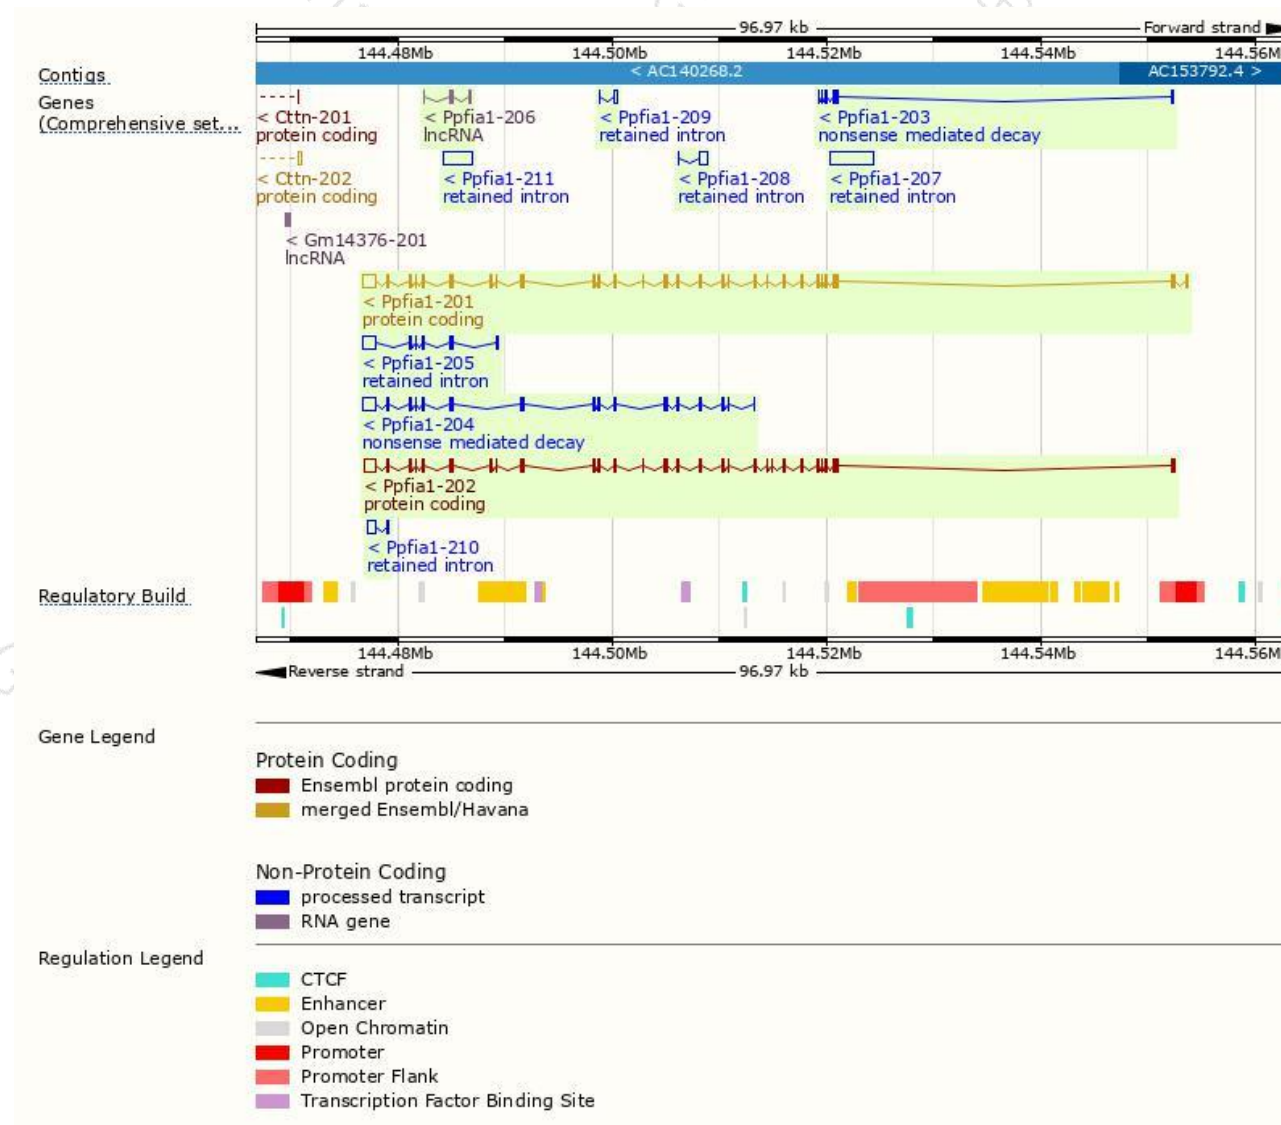 96.97 kb Forward strand
144.48Mb 144.50Mb 144.52Mb 144.54Mb 144.56M
Contigs < AC140268.2 AC153792.4 >
Genes
(Comprehensive set...
< Cttn-201 < Ppfia1-206 < Ppfia1-209 < Ppfia1-203
protein coding lncRNA retained intron nonsense mediated decay
< Cttn-202 < Ppfia1-211 < Ppfia1-208 < Ppfia1-207
protein coding retained intron retained intron retained intron
< Gm14376-201
lncRNA
< Ppfia1-201
protein coding
< Ppfia1-205
retained intron
< Ppfia1-204
nonsense mediated decay
< Ppfia1-202
protein coding
< Ppfia1-210
retained intron
Regulatory Build
144.48Mb 144.50Mb 144.52Mb 144.54Mb 144.56M
Reverse strand 96.97 kb
Gene Legend
Protein Coding
Ensembl protein coding
merged Ensembl/Havana
Non-Protein Coding
processed transcript
RNA gene
Regulation Legend
CTCF
Enhancer
Open Chromatin
Promoter
Promoter Flank
Transcription Factor Binding Site